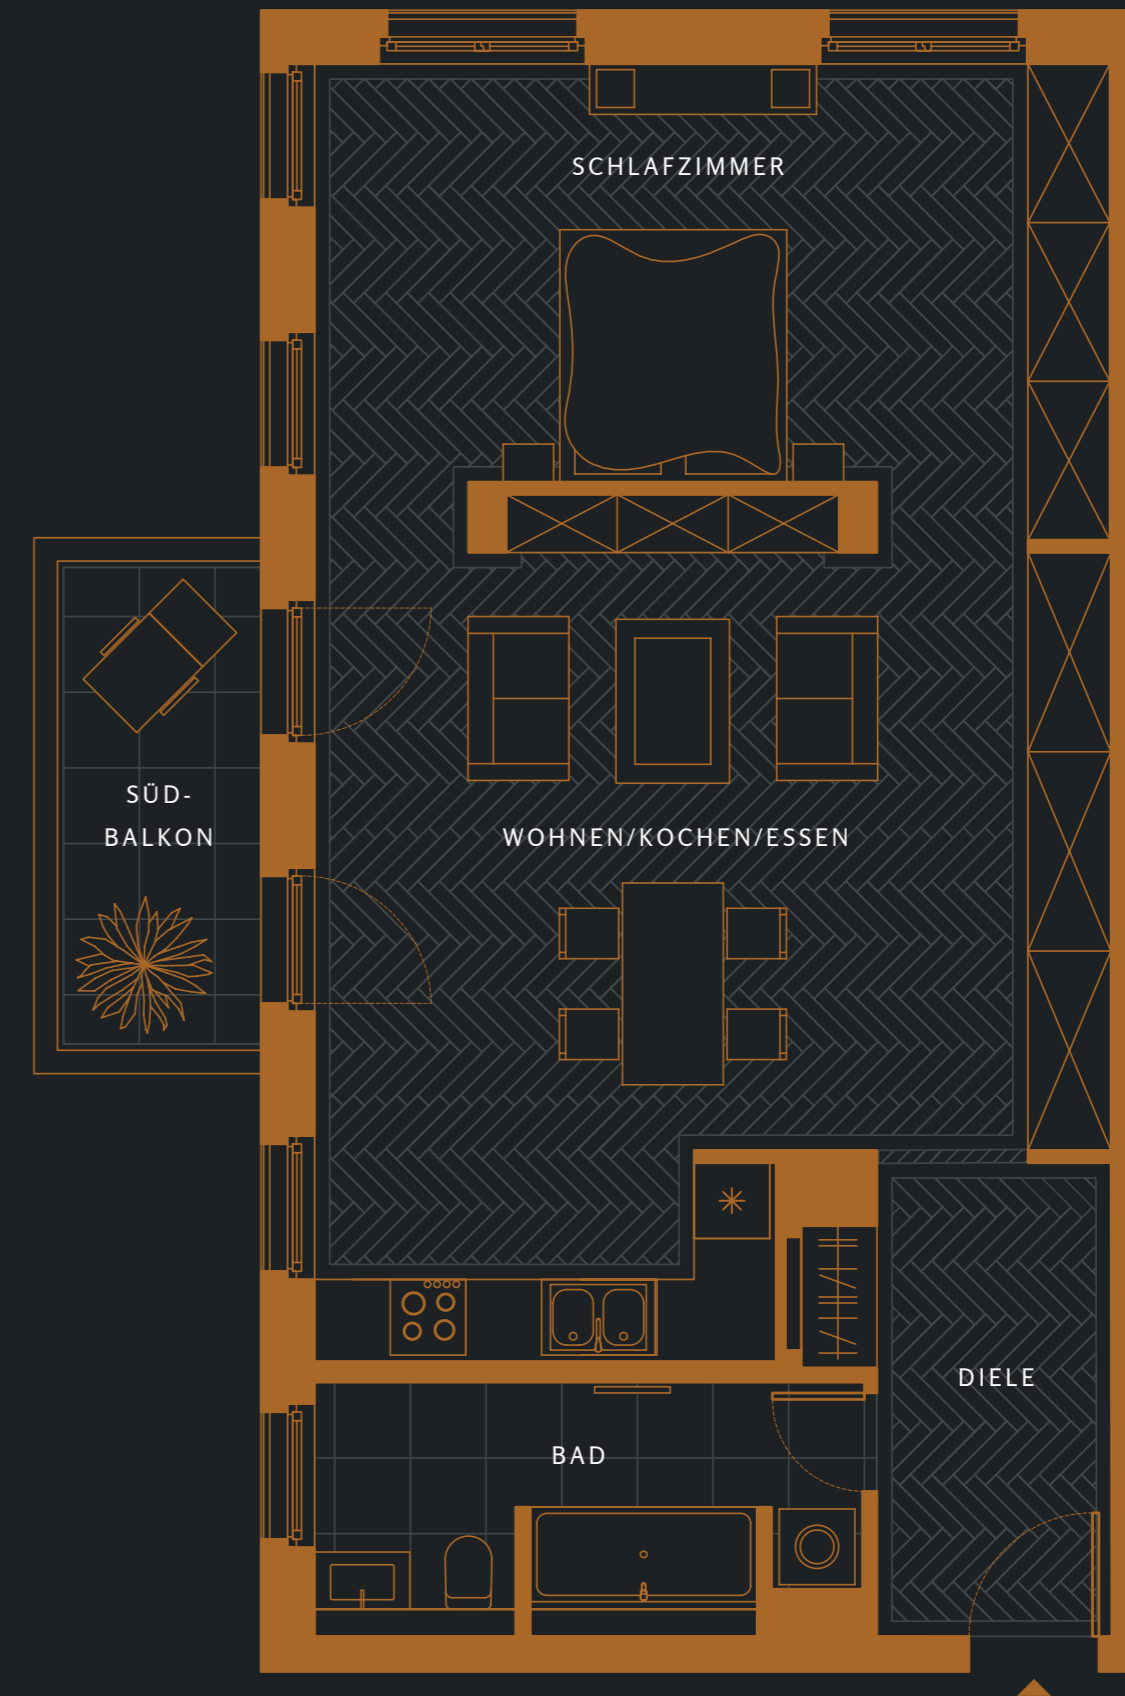 SCHLAFZIMMER
SÜD-
BALKON
WOHNEN/KOCHEN/ESSEN
DIELE
BAD